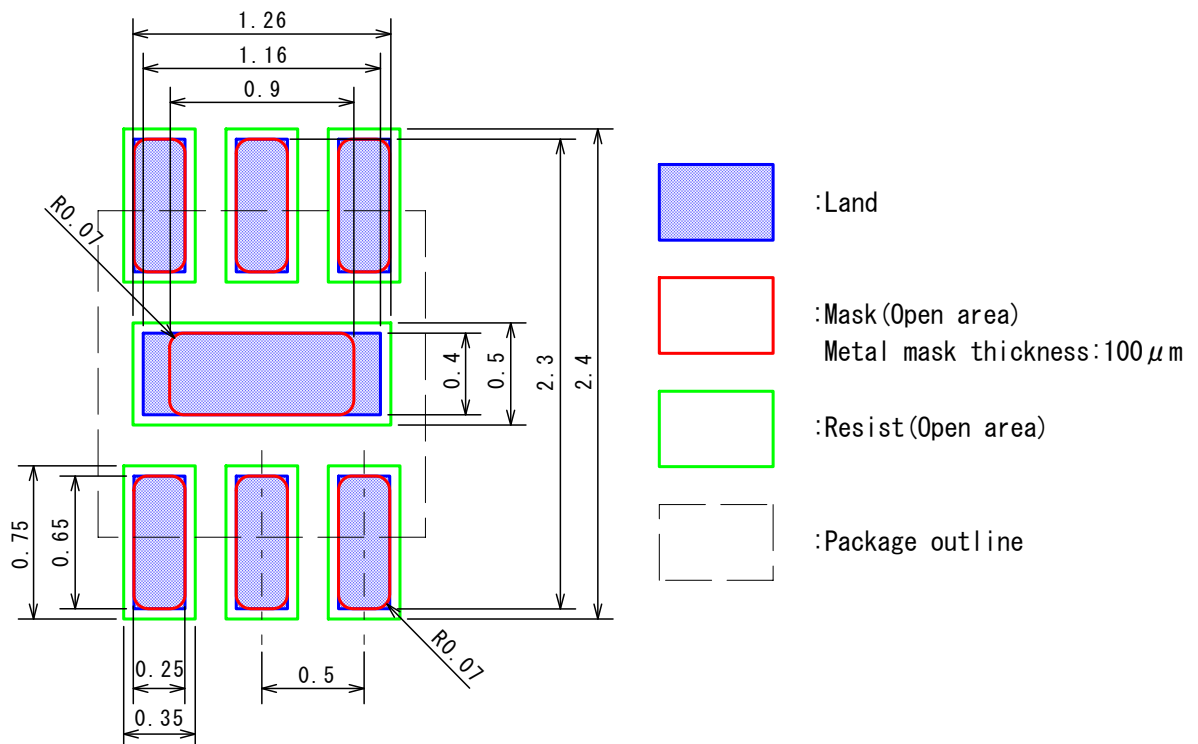 1.26
1.16
0.9
R0.07
:Land
:Mask(Open area)
Metal mask thickness:100μm
0.4
0.5
2.3
2.4
:Resist(Open area)
0.75
0.65
:Package outline
R0.07
0.25
0.5
0.35